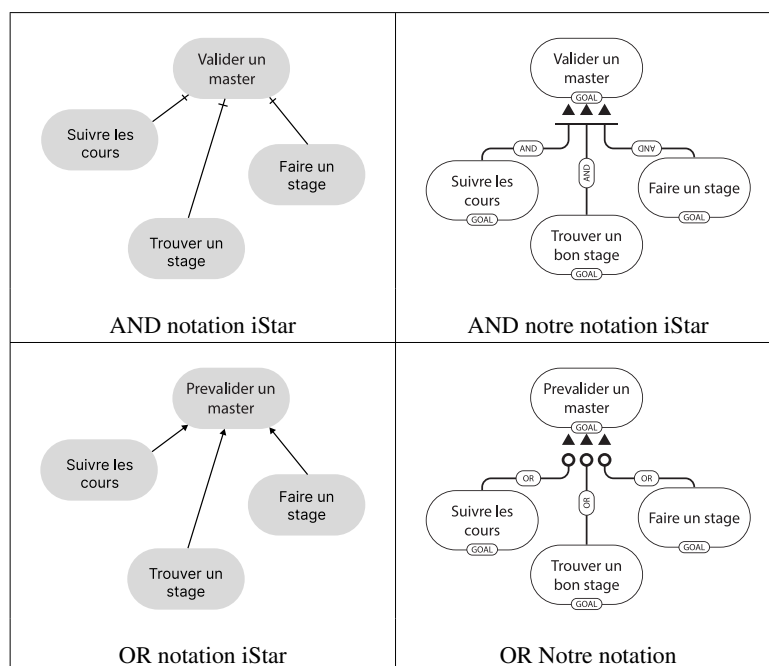 Valider un
master
Suivre les
cours
Faire un
stage
Trouver un
stage
AND notation iStar
Valider un
master
GOAL
AND
AND
AND
Suivre les
cours
GOAL
Faire un stage
GOAL
Trouver un
bon stage
GOAL
AND notre notation iStar
Prevalider un
master
Suivre les
cours
Faire un
stage
Trouver un
stage
OR notation iStar
Prevalider un
master
GOAL
OR
OR
OR
Suivre les
cours
GOAL
Faire un stage
GOAL
Trouver un
bon stage
GOAL
OR Notre notation